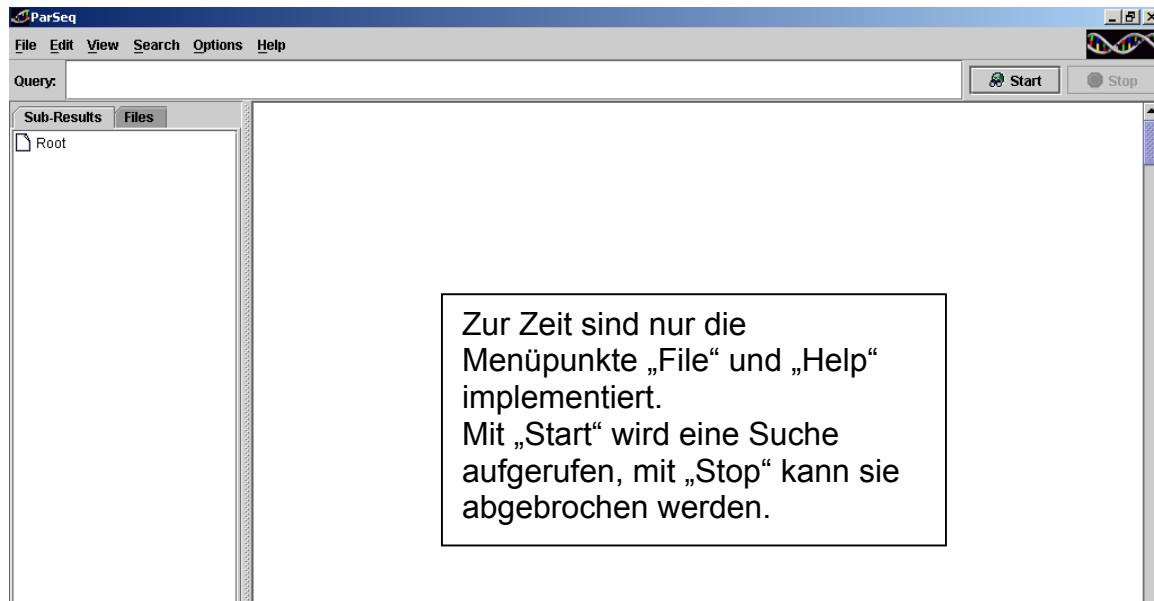 ParSeq
File Edit View Search Options Help
Query: Start Stop
Sub-Results Files
Root
Zur Zeit sind nur die
Menüpunkte „File“ und „Help“
implementiert.
Mit „Start“ wird eine Suche
aufgerufen, mit „Stop“ kann sie
abgebrochen werden.